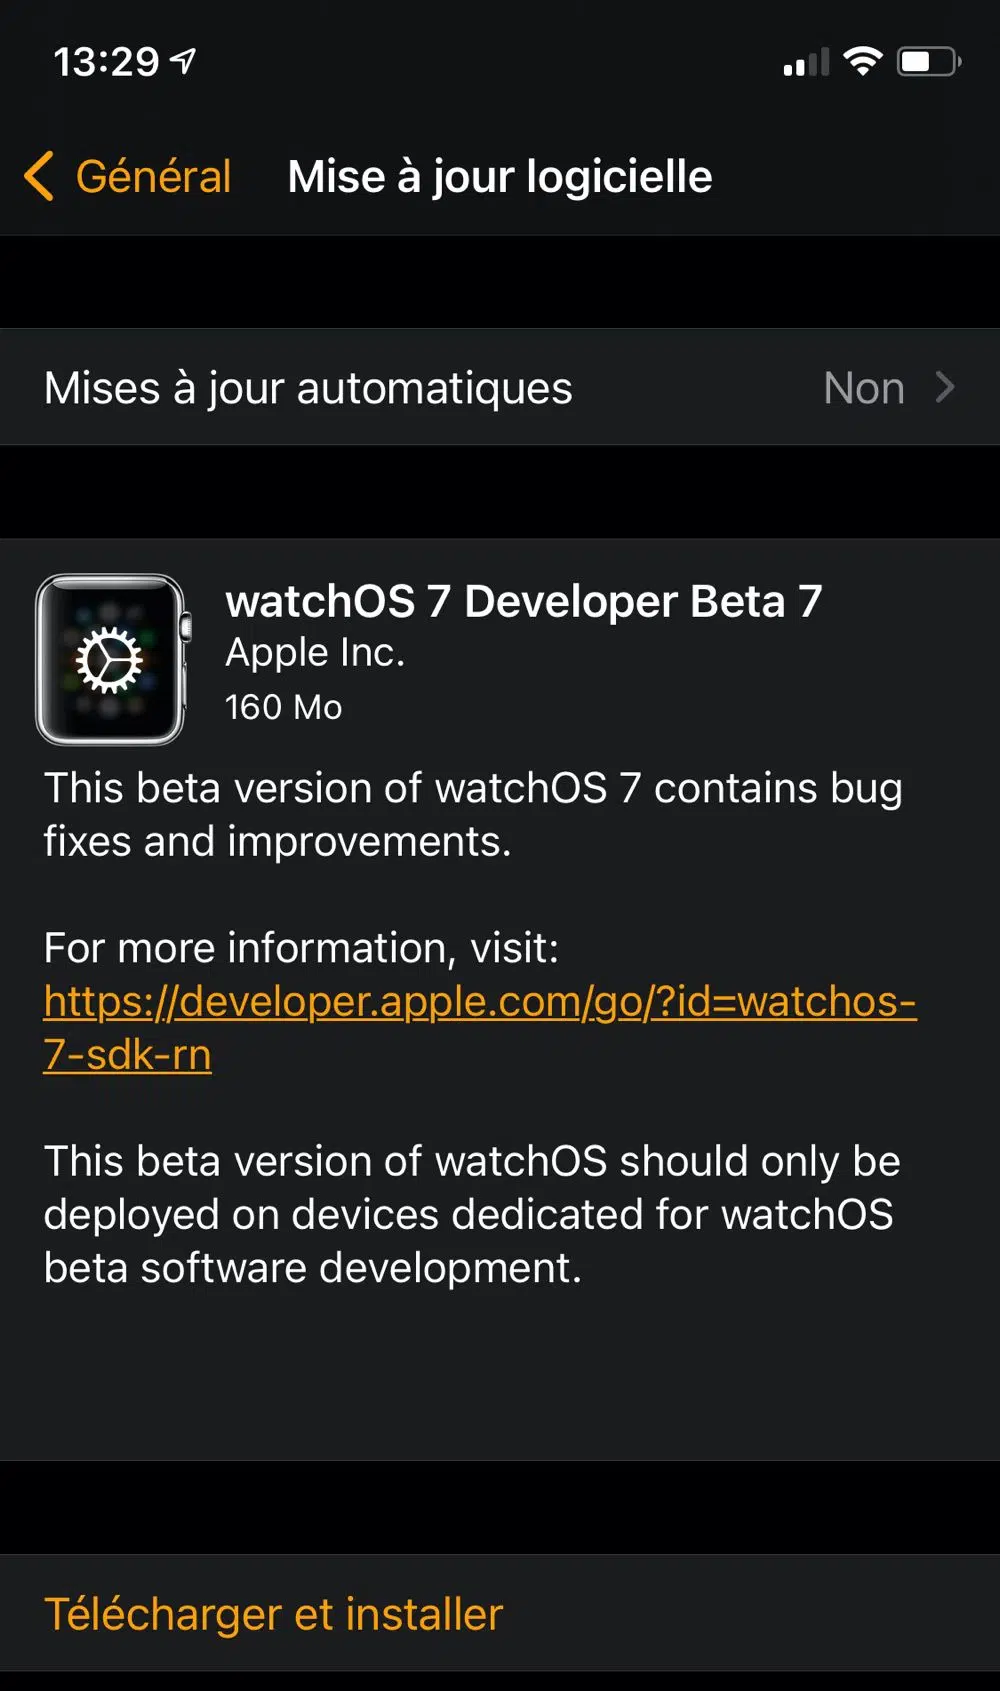 13:29
Général Mise à jour logicielle
Mises à jour automatiques Non
watchOS 7 Developer Beta 7
Apple Inc.
160 Mo
This beta version of watchOS 7 contains bug
fixes and improvements.
For more information, visit:
https://developer.apple.com/go/?id=watchos-
7-sdk-rn
This beta version of watchOS should only be
deployed on devices dedicated for watchOS
beta software development.
Télécharger et installer